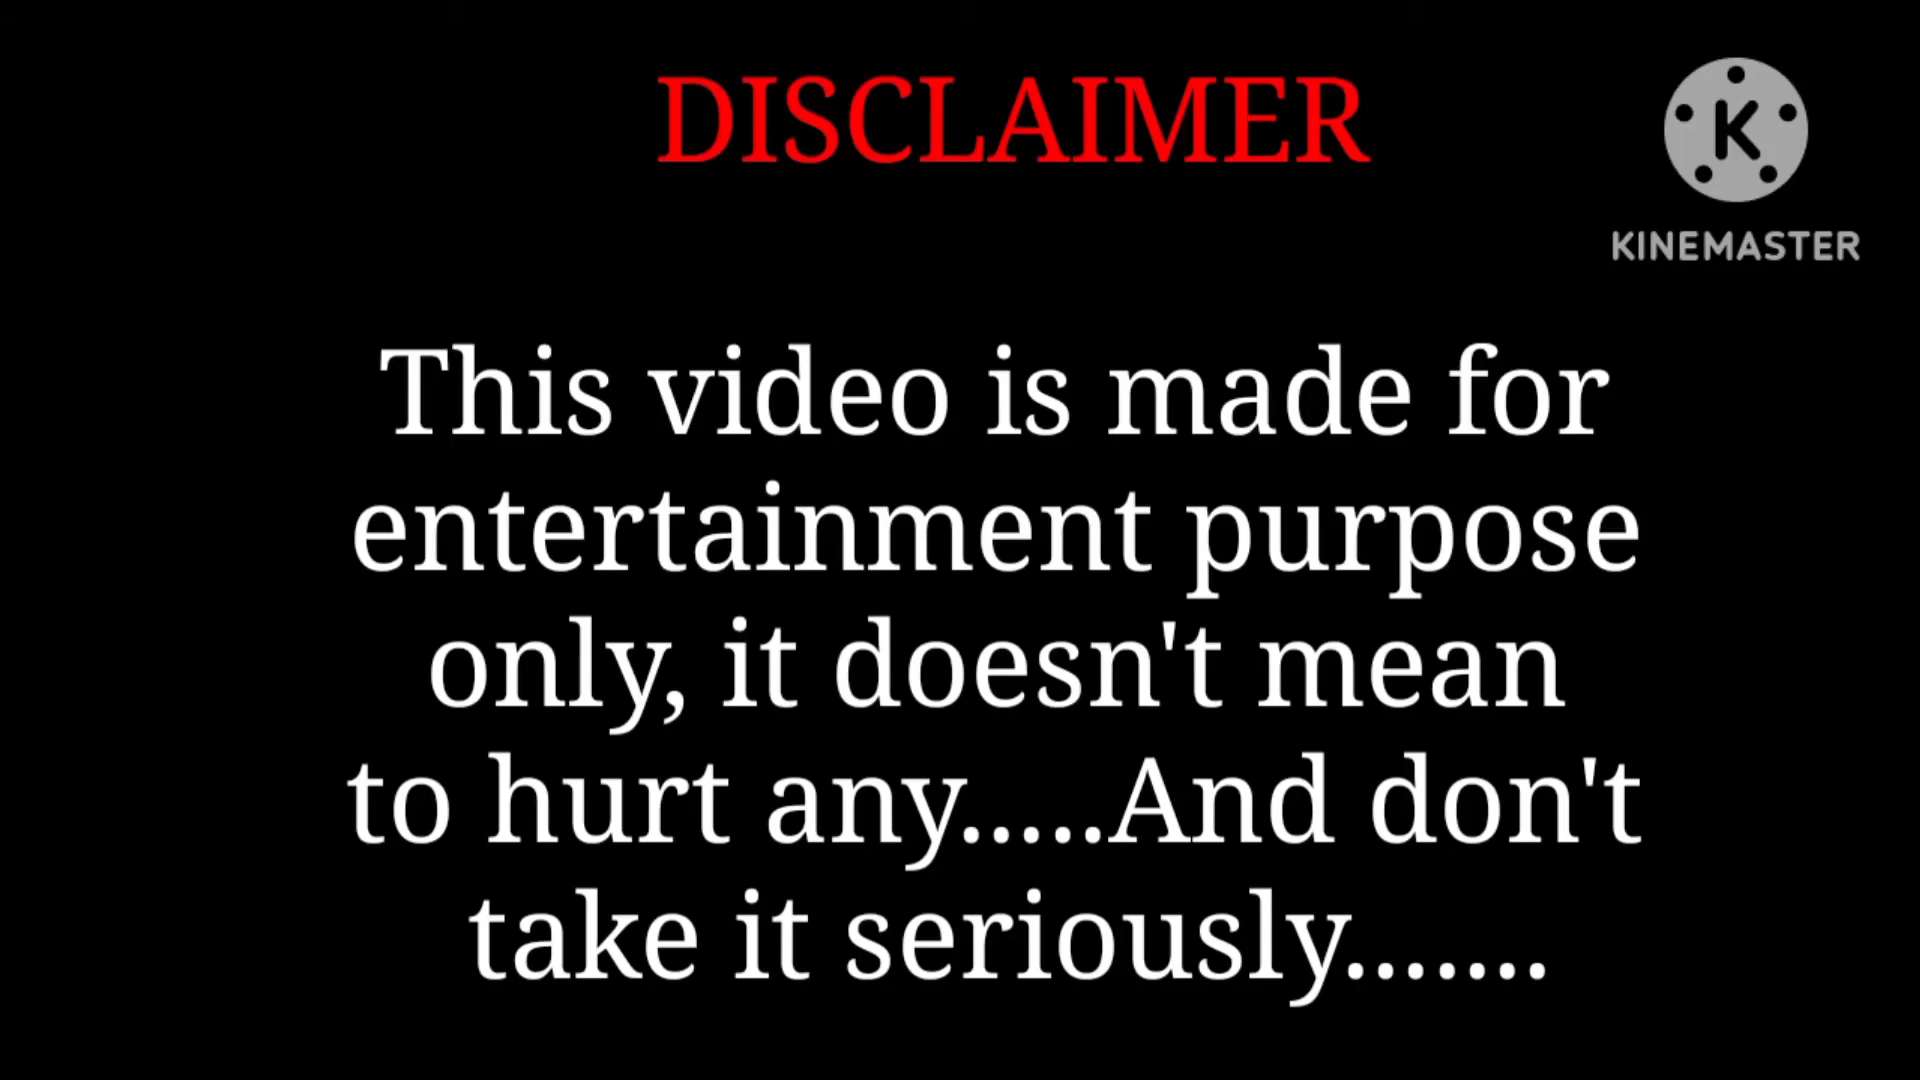 DISCLAIMER
K
KINEMASTER
This video is made for
entertainment purpose
only, it doesn't mean
to hurt any.....And don't
take it seriously.......